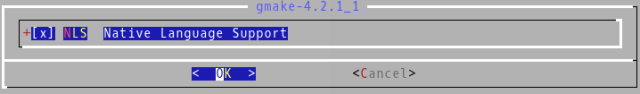 gmake-4.2.1_1
+[x] NLS Native Language Support
< OK > <Cancel>